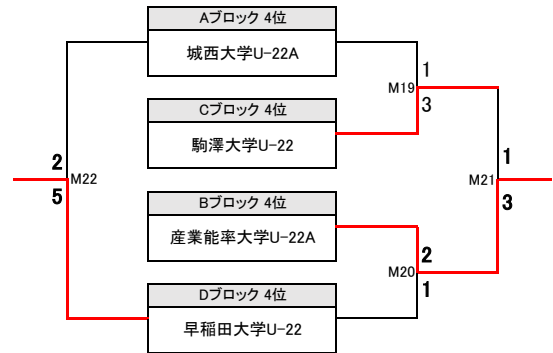 Aブロック 4位
城西大学U-22A
1
M19
3
Cブロック 4位
駒澤大学U-22
2
M22
5
1
M21
3
Bブロック 4位
産業能率大学U-22A
2
M20
1
Dブロック 4位
早稲田大学U-22